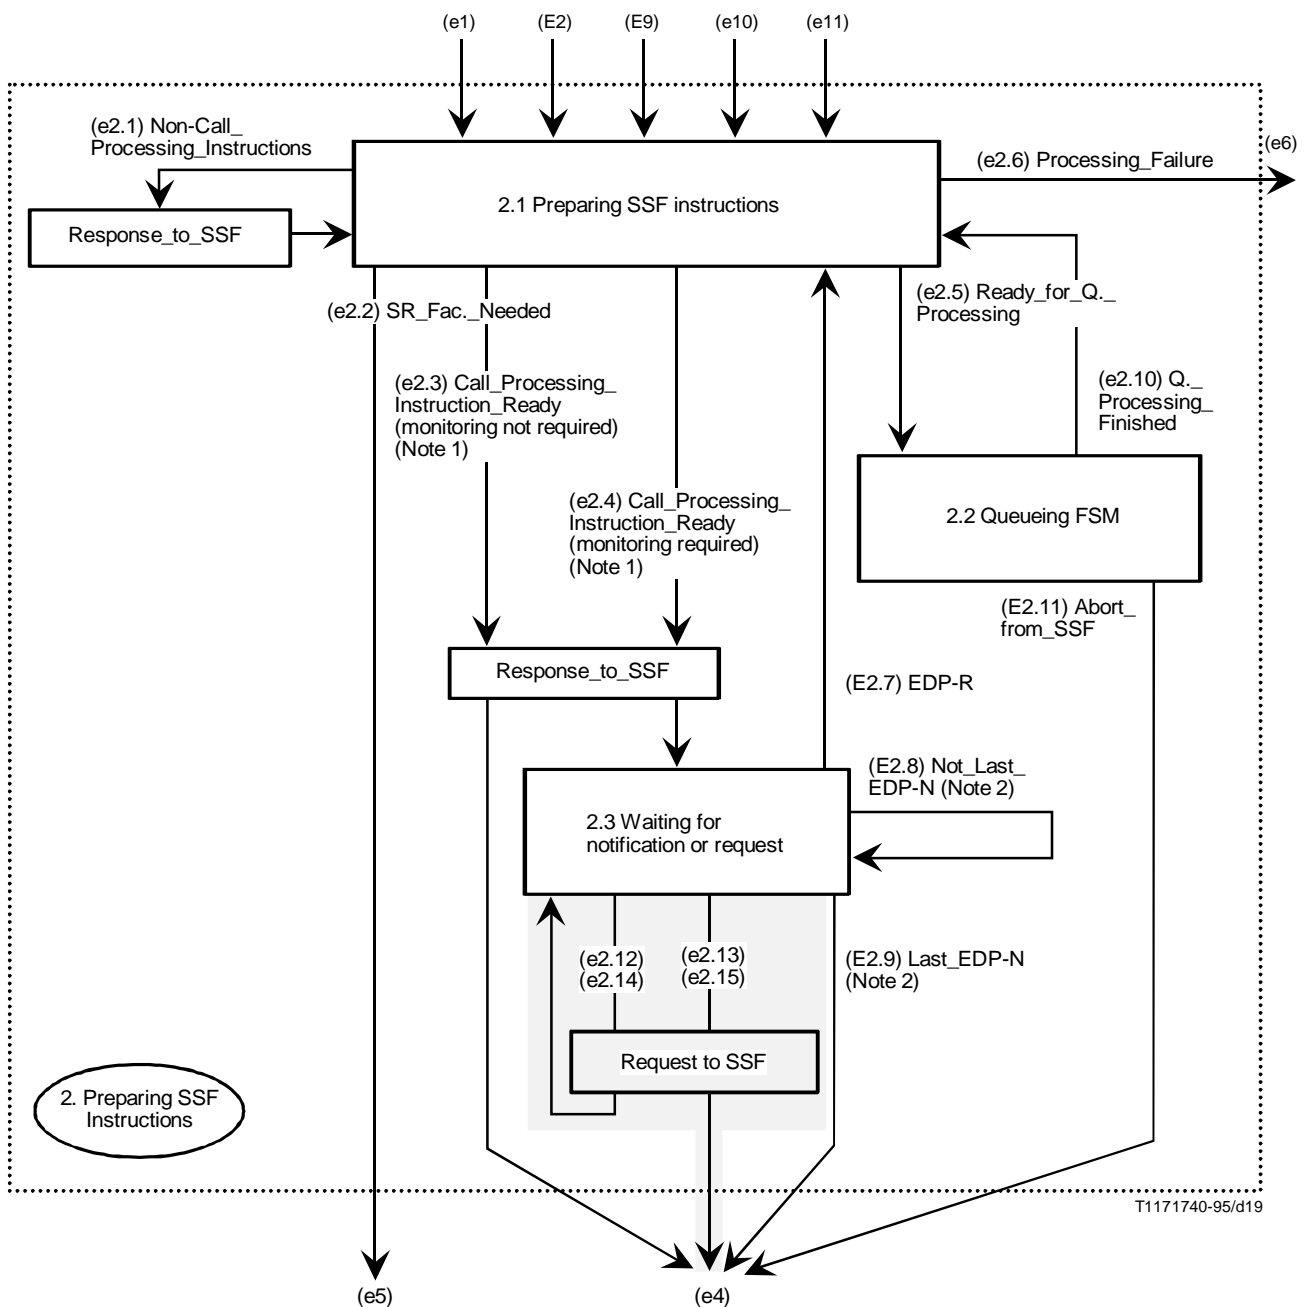 (e1)
(E2)
(E9)
(e10)
(e11)
(e2.1) Non-Call_
Processing_Instructions
(e2.6) Processing_Failure
(e6)
2.1 Preparing SSF instructions
Response_to_SSF
(e2.2) SR_Fac._Needed
(e2.5) Ready_for_Q._
Processing
(e2.3) Call_Processing_
Instruction_Ready
(monitoring not required)
(Note 1)
(e2.10) Q._
Processing_
Finished
(e2.4) Call_Processing_
Instruction_Ready
(monitoring required)
(Note 1)
2.2 Queueing FSM
(E2.11) Abort_
from_SSF
Response_to_SSF
(E2.7) EDP-R
(E2.8) Not_Last_
EDP-N (Note 2)
2.3 Waiting for
notification or request
(e2.12)
(e2.14)
(e2.13)
(e2.15)
(E2.9) Last_EDP-N
(Note 2)
Request to SSF
2. Preparing SSF
Instructions
T1171740-95/d19
(e5)
(e4)